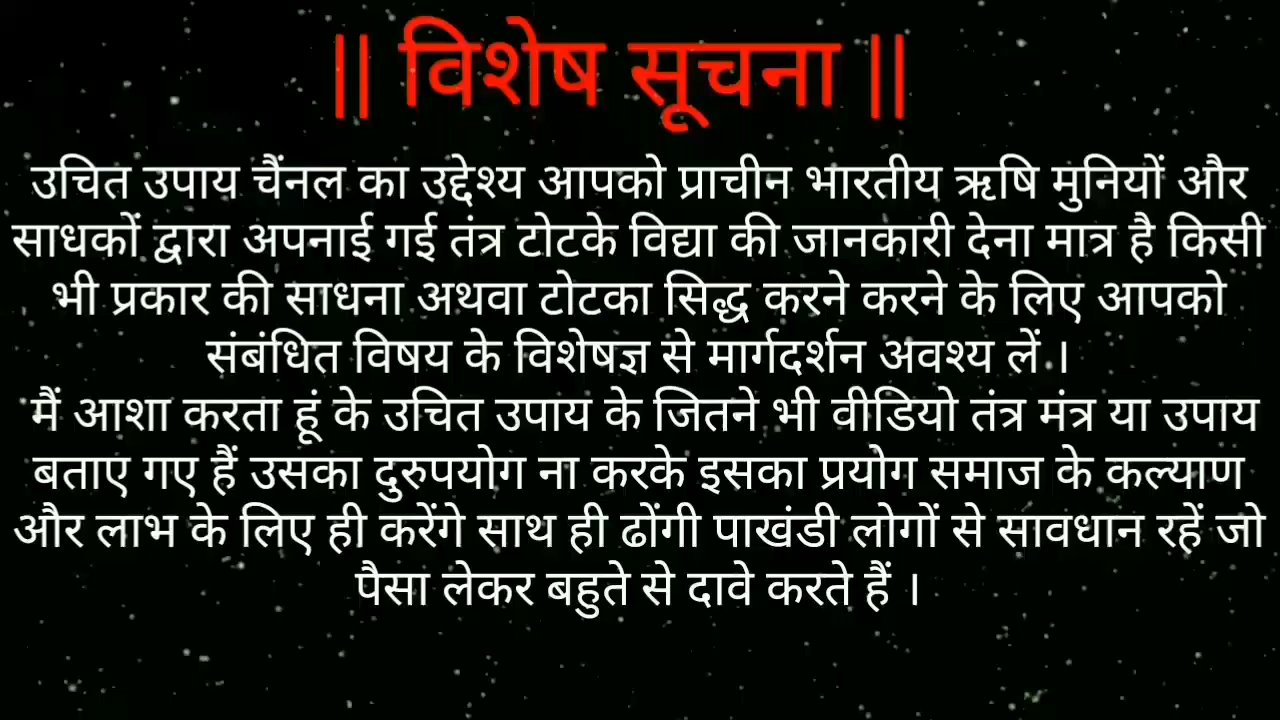 || विशेष सूचना ||
उचित उपाय चैंनल का उद्देश्य आपको प्राचीन भारतीय ऋषि मुनियों और
साधकों द्वारा अपनाई गई तंत्र टोटके विद्या की जानकारी देना मात्र है किसी
भी प्रकार की साधना अथवा टोटका सिद्ध करने करने के लिए आपको
संबंधित विषय के विशेषज्ञ से मार्गदर्शन अवश्य लें ।
मैं आशा करता हूं के उचित उपाय के जितने भी वीडियो तंत्र मंत्र या उपाय
बताए गए हैं उसका दुरुपयोग ना करके इसका प्रयोग समाज के कल्याण
और लाभ के लिए ही करेंगे साथ ही ढोंगी पाखंडी लोगों से सावधान रहें जो
पैसा लेकर बहुते से दावे करते हैं ।